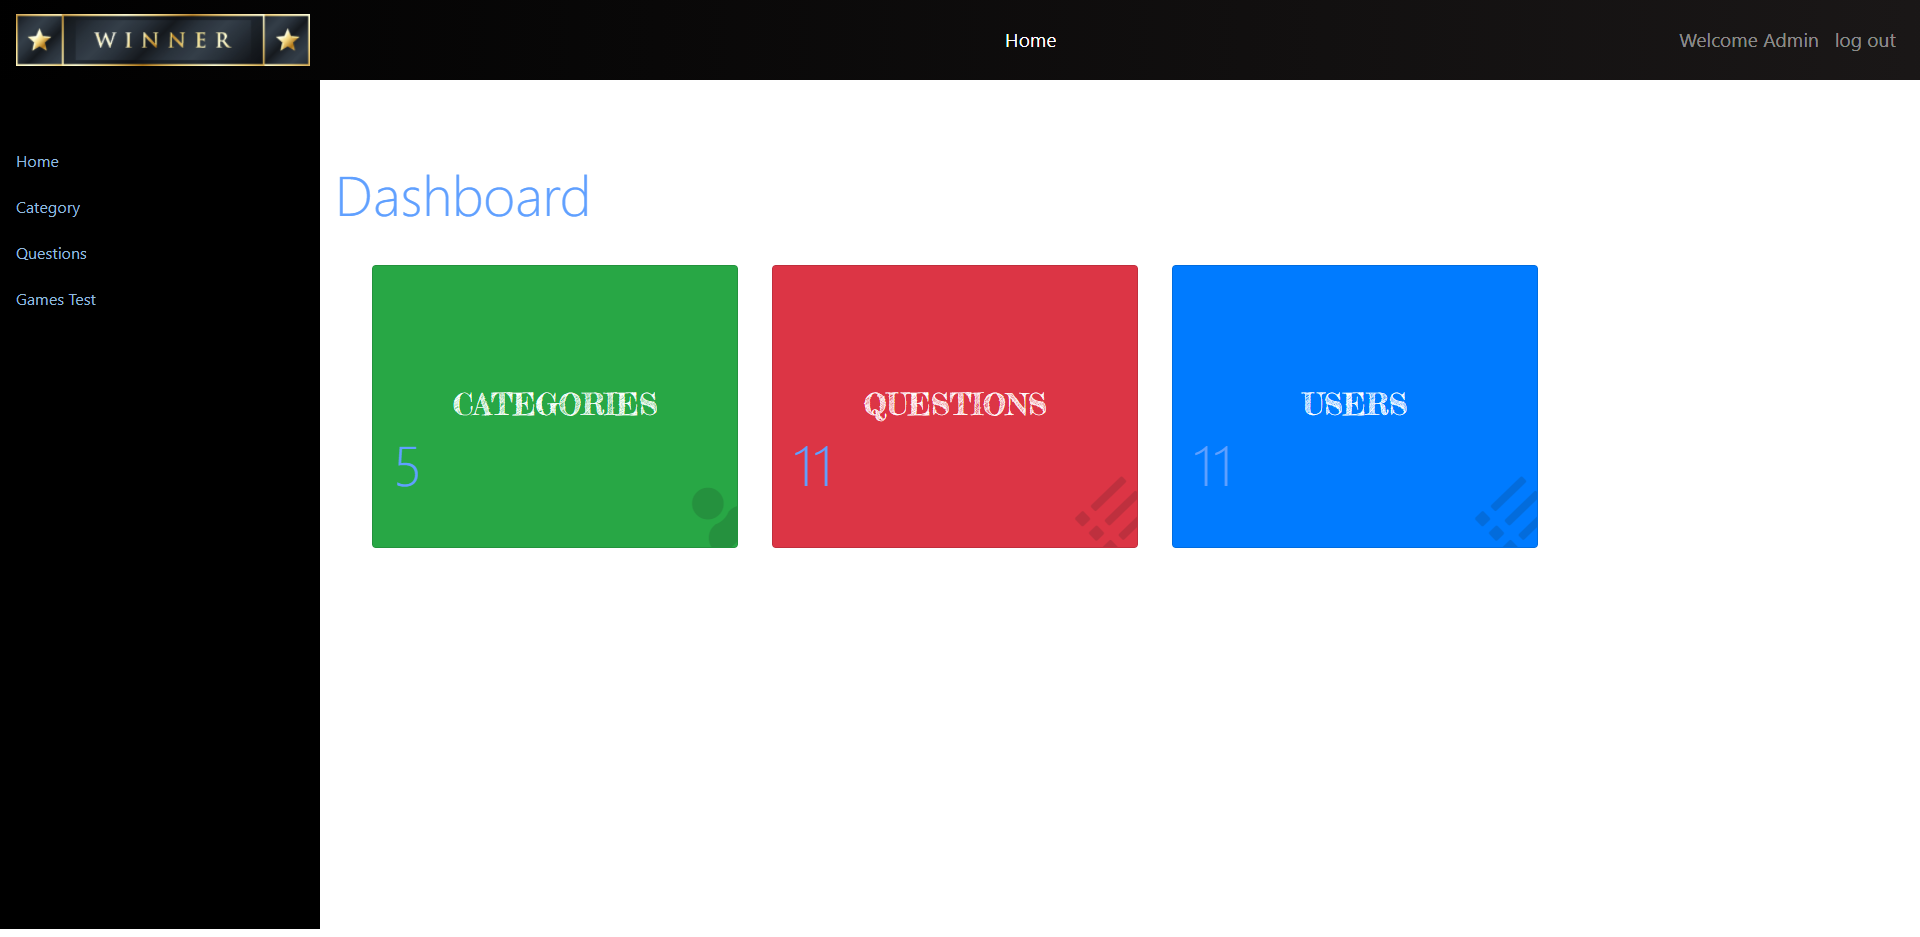 WINNER
Home
Welcome Admin log out
Home
Category
Questions
Games Test
Dashboard
CATEGORIES
5
QUESTIONS
11
USERS
11